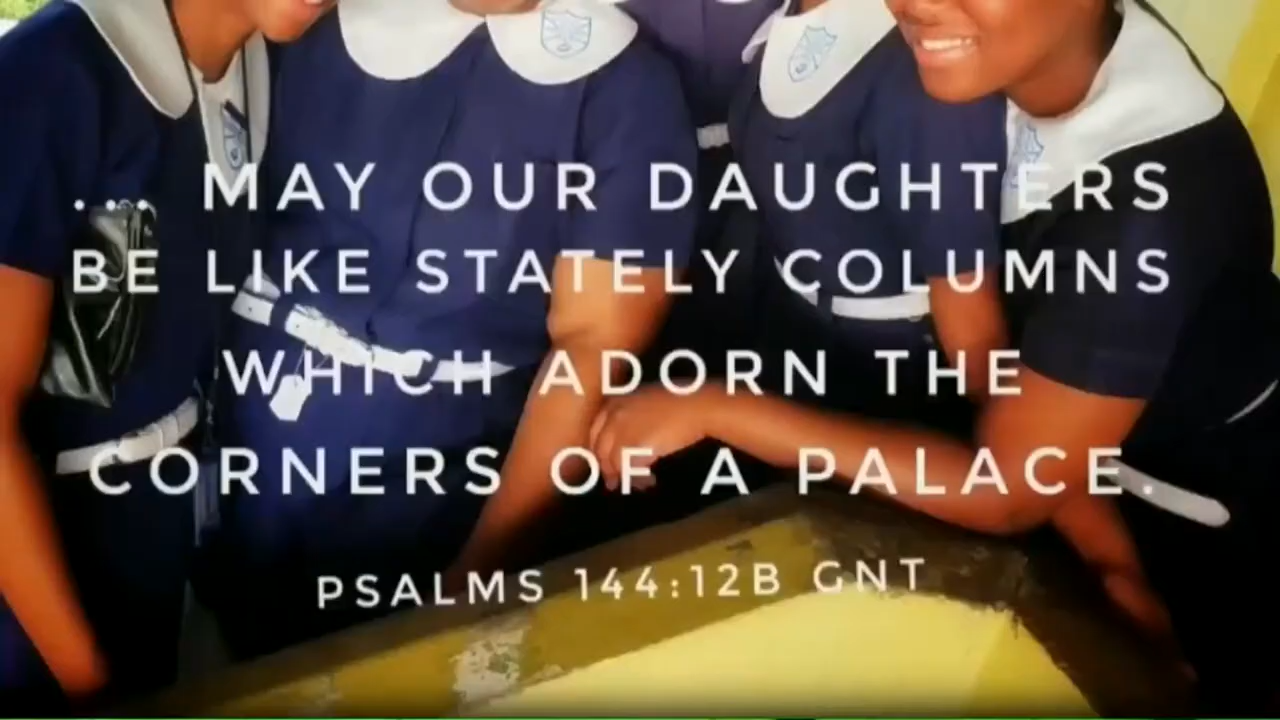 ... MAY OUR DAUGHTERS
BE LIKE STATELY COLUMNS
WHICH ADORN THE
CORNERS OF A PALACE.
PSALMS 144:12B GNT